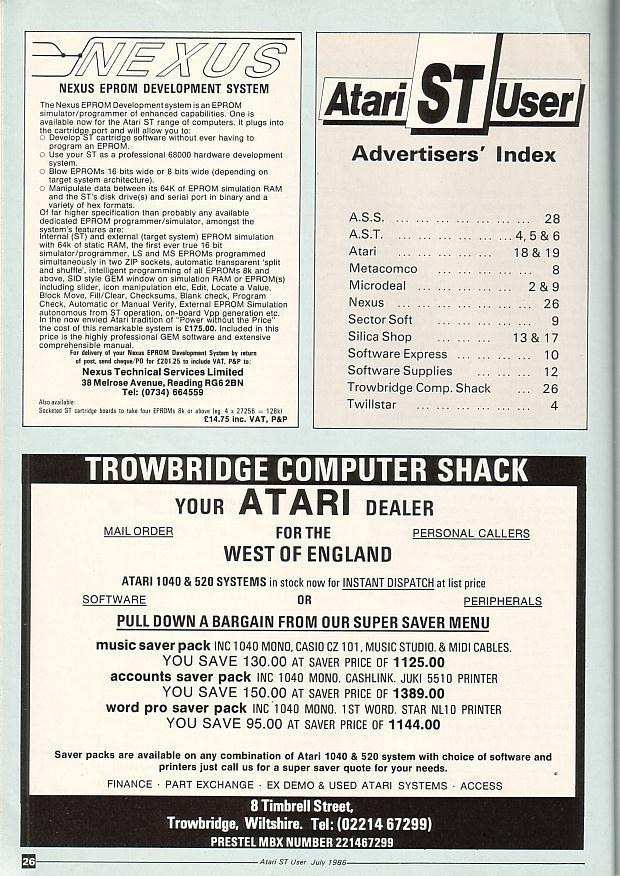 NEXUS
NEXUS EPROM DEVELOPMENT SYSTEM
The Nexus EPROM Development system is an EPROM
simulator/programmer of enhanced capabilities. One is
available now for the Atari ST range of computers. It plugs into
the cartridge port and will allow you to:
○ Develop ST cartridge software without ever having to
program an EPROM.
○ Use your ST as a professional 68000 hardware development
system.
○ Blow EPROMs 16 bits wide or 8 bits wide (depending on
target system architecture).
○ Manipulate data between its 64K of EPROM simulation RAM
and the ST's disk drive(s) and serial port in binary and a
variety of hex formats.
Of far higher specification than probably any available
dedicated EPROM programmer/simulator, amongst the
system's features are:
Internal (ST) and external (target system) EPROM simulation
with 64k of static RAM, the first ever true 16 bit
simulator/programmer, LS and MS EPROMs programmed
simultaneously in two ZIP sockets, automatic transparent 'split
and shuffle', intelligent programming of all EPROMs 8k and
above, SID style GEM window on simulation RAM or EPROM(s)
including slider, icon manipulation etc, Edit, Locate a Value,
Block Move, Fill/Clear, Checksums, Blank check, Program
Check, Automatic or Manual Verify, External EPROM Simulation
autonomous from ST operation, on-board Vpp generation etc.
In the now envied Atari tradition of "Power without the Price"
the cost of this remarkable system is £175.00. Included in this
price is the highly professional GEM software and extensive
comprehensive manual.
For delivery of your Nexus EPROM Development System by return
of post, send cheque/PO for £201.25 to include VAT, P&P to:
Nexus Technical Services Limited
38 Melrose Avenue, Reading RG6 2BN
Tel: (0734) 664559
Also available:
Socketed ST cartridge boards to take four EPROMs 8k or above (eg 4 x 27256 = 128k)
£14.75 inc. VAT, P&P
Atari ST User
Advertisers' Index
A.S.S. ... ... ... ... ... ... ... 28
A.S.T. ... ... ... ... ... ... 4, 5 & 6
Atari ... ... ... ... ... 18 & 19
Metacomco ... ... ... ... 8
Microdeal ... ... ... ... 2 & 9
Nexus ... ... ... ... ... ... 26
Sector Soft ... ... ... ... 9
Silica Shop ... ... ... 13 & 17
Software Express ... ... ... 10
Software Supplies ... ... 12
Trowbridge Comp. Shack ... 26
Twillstar ... ... ... ... ... 4
TROWBRIDGE COMPUTER SHACK
YOUR ATARI DEALER
MAIL ORDER FOR THE PERSONAL CALLERS
WEST OF ENGLAND
ATARI 1040 & 520 SYSTEMS in stock now for INSTANT DISPATCH at list price
SOFTWARE OR PERIPHERALS
PULL DOWN A BARGAIN FROM OUR SUPER SAVER MENU
music saver pack INC 1040 MONO, CASIO CZ 101, MUSIC STUDIO. & MIDI CABLES.
YOU SAVE 130.00 AT SAVER PRICE OF 1125.00
accounts saver pack INC 1040 MONO. CASHLINK. JUKI 5510 PRINTER
YOU SAVE 150.00 AT SAVER PRICE OF 1389.00
word pro saver pack INC 1040 MONO. 1ST WORD. STAR NL10 PRINTER
YOU SAVE 95.00 AT SAVER PRICE OF 1144.00
Saver packs are available on any combination of Atari 1040 & 520 system with choice of software and
printers just call us for a super saver quote for your needs.
FINANCE · PART EXCHANGE · EX DEMO & USED ATARI SYSTEMS · ACCESS
8 Timbrell Street,
Trowbridge, Wiltshire. Tel: (02214 67299)
PRESTEL MBX NUMBER 221467299
26 Atari ST User July 1986